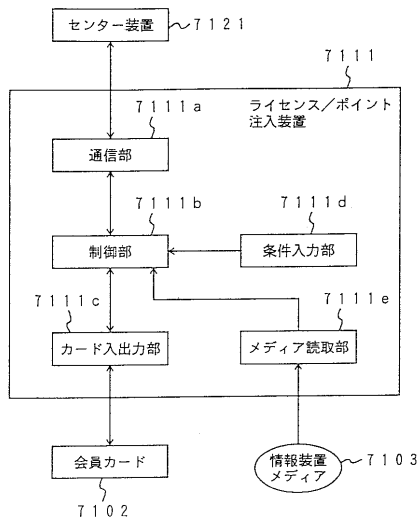 センター装置
7121
7111
ライセンス/ポイント
注入装置
7111a
通信部
7111b
制御部
7111d
条件入力部
7111c
カード入出力部
7111e
メディア読取部
会員カード
7102
情報装置
メディア
7103